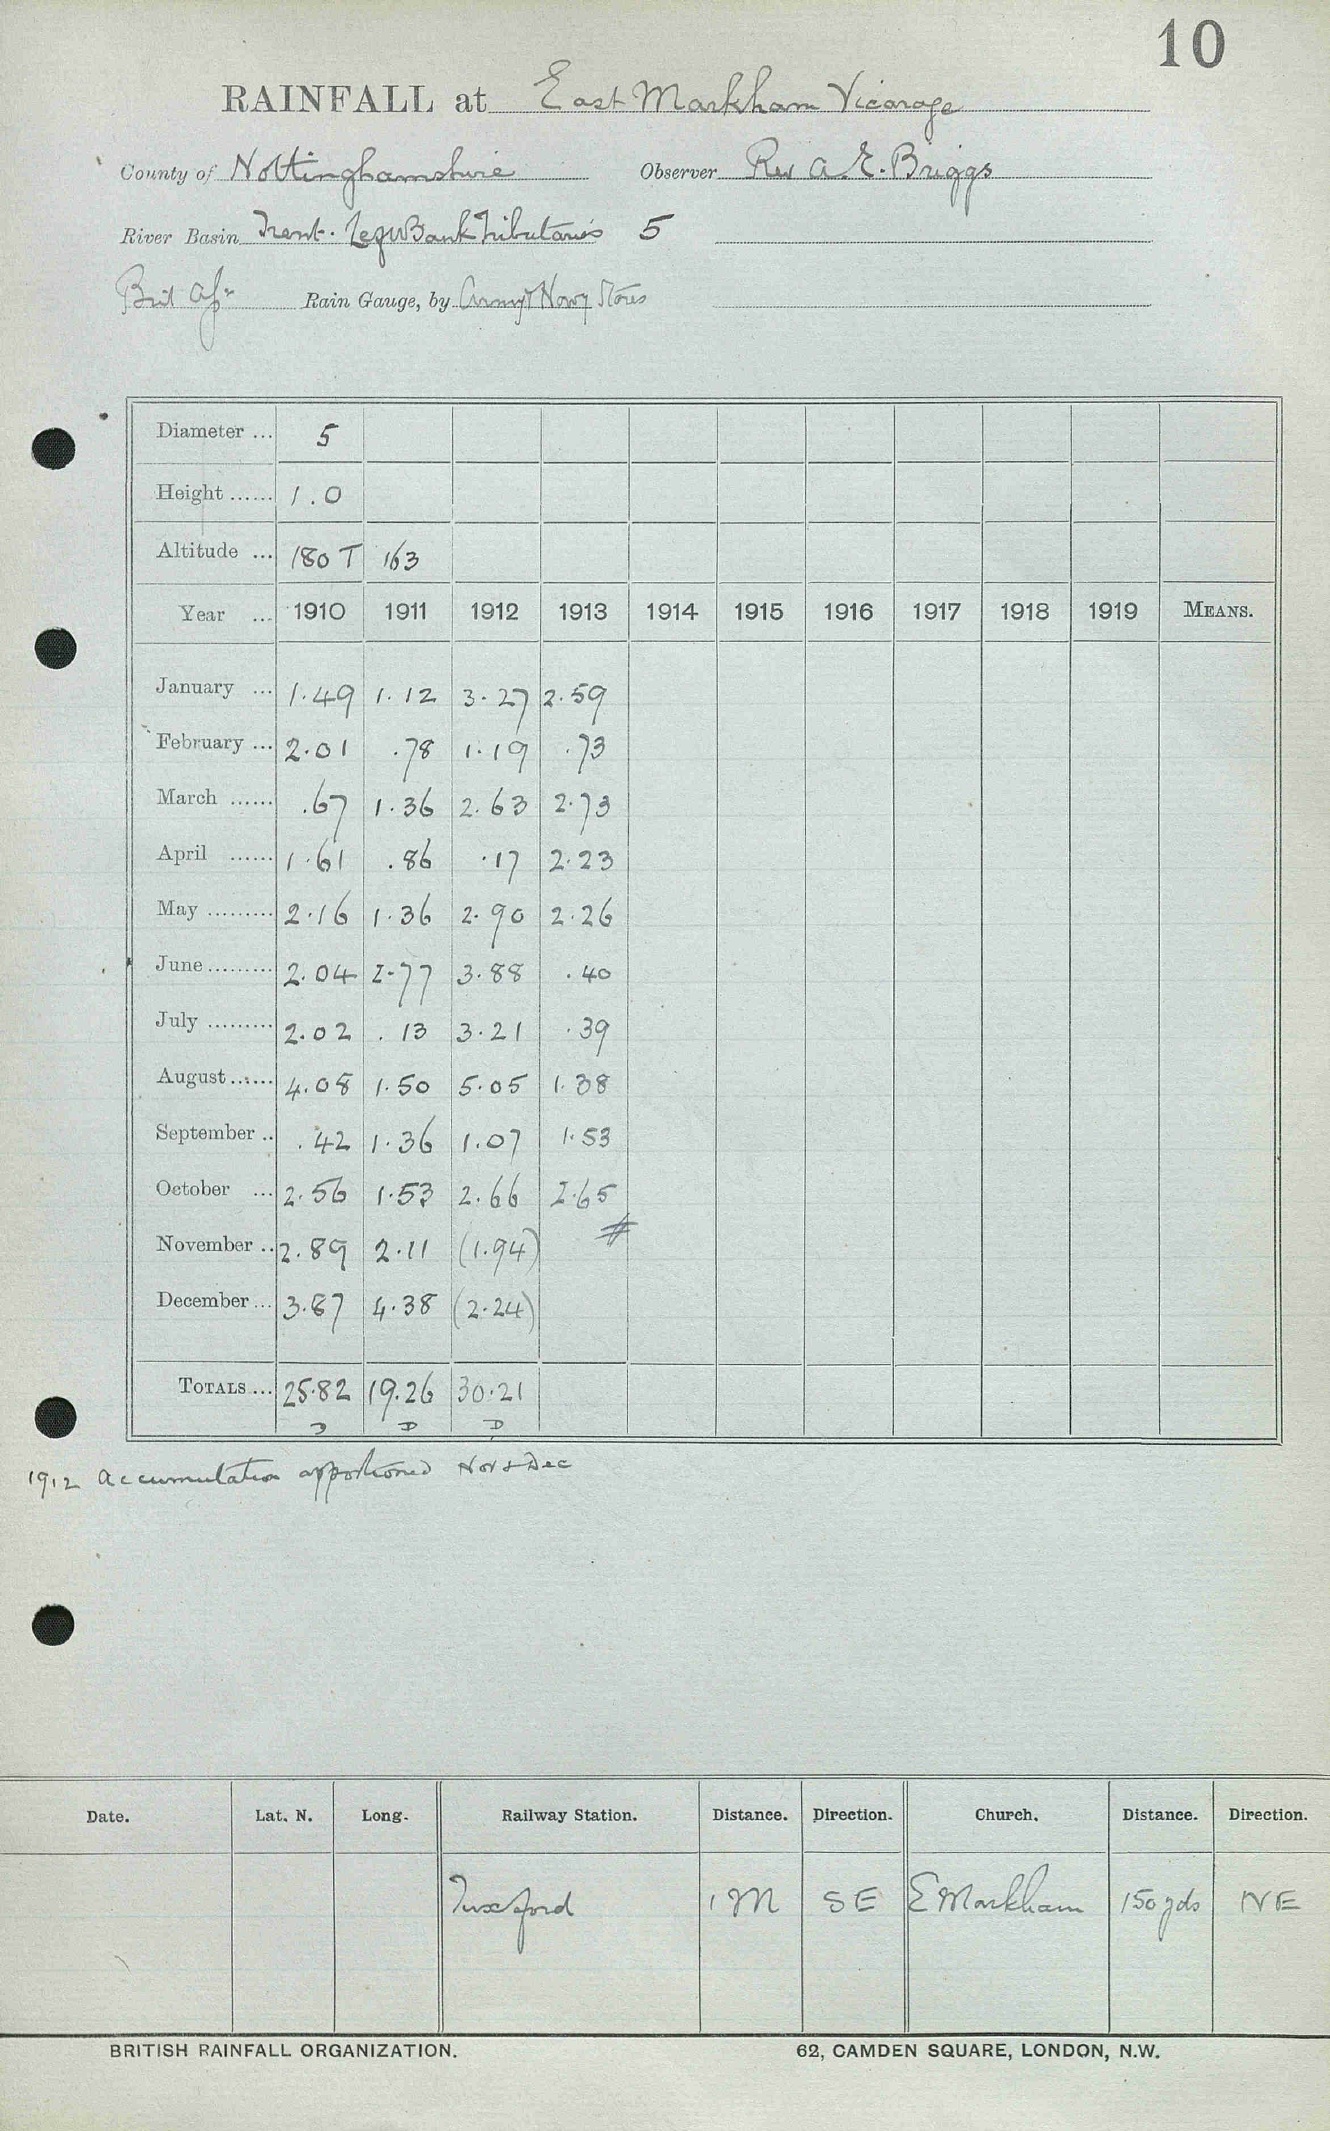 10
RAINFALL at East Markham Vicarage
County of Nottinghamshire Observer Rev A. E. Briggs
River Basin Trent. Left Bank Tributaries 5
Rain Gauge, by Army & Navy Stores
Diameter ... 5
Height ...... 1.0
Altitude ... 180 T 163
Year ... 1910 1911 1912 1913 1914 1915 1916 1917 1918 1919 MEANS.
January ... 1.49 1.12 3.27 2.59
February ... 2.01 .78 1.19 .73
March ...... .67 1.36 2.63 2.73
April ...... 1.61 .86 .17 2.23
May ......... 2.16 1.36 2.90 2.26
June ......... 2.04 2.77 3.88 .40
July ......... 2.02 .13 3.21 .39
August ...... 4.08 1.50 5.05 1.38
September .. .42 1.36 1.07 1.53
October ... 2.56 1.53 2.66 2.65
November .. 2.89 2.11 (1.94) #
December ... 3.87 4.38 (2.24)
TOTALS ... 25.82 19.26 30.21
D D D
1912 Accumulation apportioned Nov & Dec
Date. Lat. N. Long. Railway Station. Distance. Direction. Church. Distance. Direction.
Tuxford 1 M SE E Markham 150 yds NE
BRITISH RAINFALL ORGANIZATION. 62, CAMDEN SQUARE, LONDON, N.W.